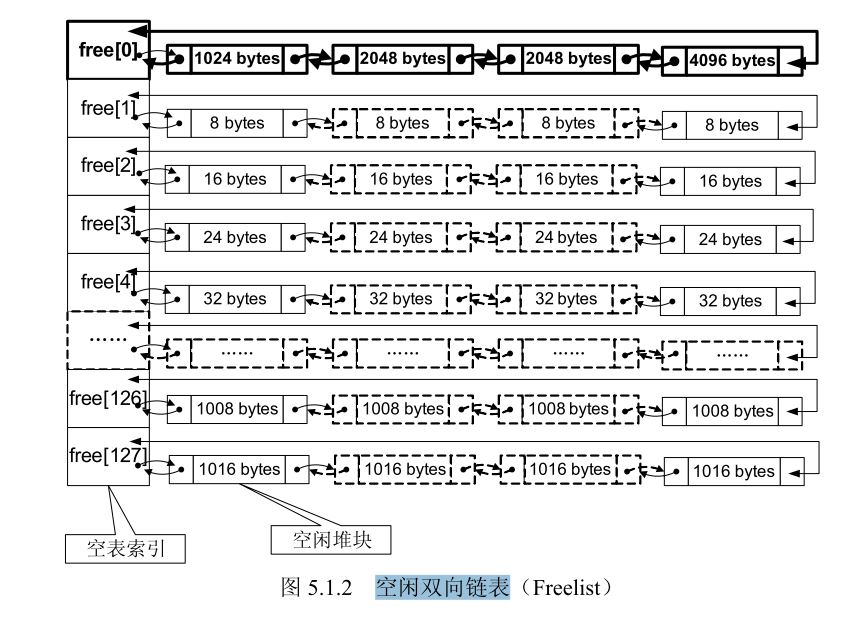 free[0] 1024 bytes 2048 bytes 2048 bytes 4096 bytes
free[1] 8 bytes 8 bytes 8 bytes 8 bytes
free[2] 16 bytes 16 bytes 16 bytes 16 bytes
free[3] 24 bytes 24 bytes 24 bytes 24 bytes
free[4] 32 bytes 32 bytes 32 bytes 32 bytes
...... ...... ...... ...... ......
free[126] 1008 bytes 1008 bytes 1008 bytes 1008 bytes
free[127] 1016 bytes 1016 bytes 1016 bytes 1016 bytes
空表索引 空闲堆块
图 5.1.2 空闲双向链表（Freelist）